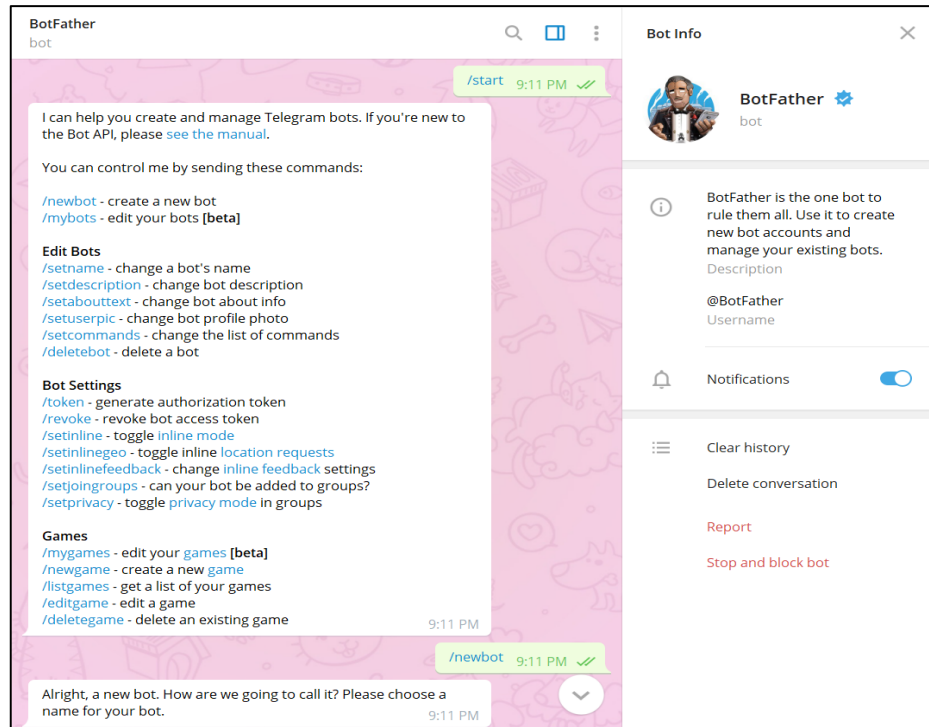 BotFather
bot
/start 9:11 PM
I can help you create and manage Telegram bots. If you're new to
the Bot API, please see the manual.
You can control me by sending these commands:
/newbot - create a new bot
/mybots - edit your bots [beta]
Edit Bots
/setname - change a bot's name
/setdescription - change bot description
/setabouttext - change bot about info
/setuserpic - change bot profile photo
/setcommands - change the list of commands
/deletebot - delete a bot
Bot Settings
/token - generate authorization token
/revoke - revoke bot access token
/setinline - toggle inline mode
/setinlinegeo - toggle inline location requests
/setinlinefeedback - change inline feedback settings
/setjoingroups - can your bot be added to groups?
/setprivacy - toggle privacy mode in groups
Games
/mygames - edit your games [beta]
/newgame - create a new game
/listgames - get a list of your games
/editgame - edit a game
/deletegame - delete an existing game
9:11 PM
/newbot 9:11 PM
Alright, a new bot. How are we going to call it? Please choose a
name for your bot.
9:11 PM
Bot Info
BotFather
bot
BotFather is the one bot to
rule them all. Use it to create
new bot accounts and
manage your existing bots.
Description
@BotFather
Username
Notifications
Clear history
Delete conversation
Report
Stop and block bot